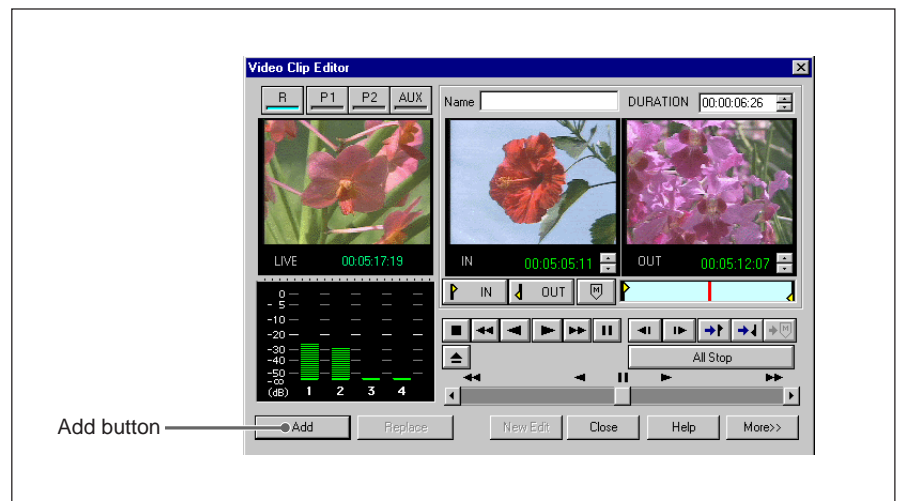 Video Clip Editor
R P1 P2 AUX
Name DURATION 00:00:06:26
LIVE 00:05:17:19
IN 00:05:05:11
OUT 00:05:12:07
IN OUT M
M
0
- 5
-10
-20
-30
-40
-50
-∞
(dB) 1 2 3 4
All Stop
Add button
Add Replace New Edit Close Help More>>